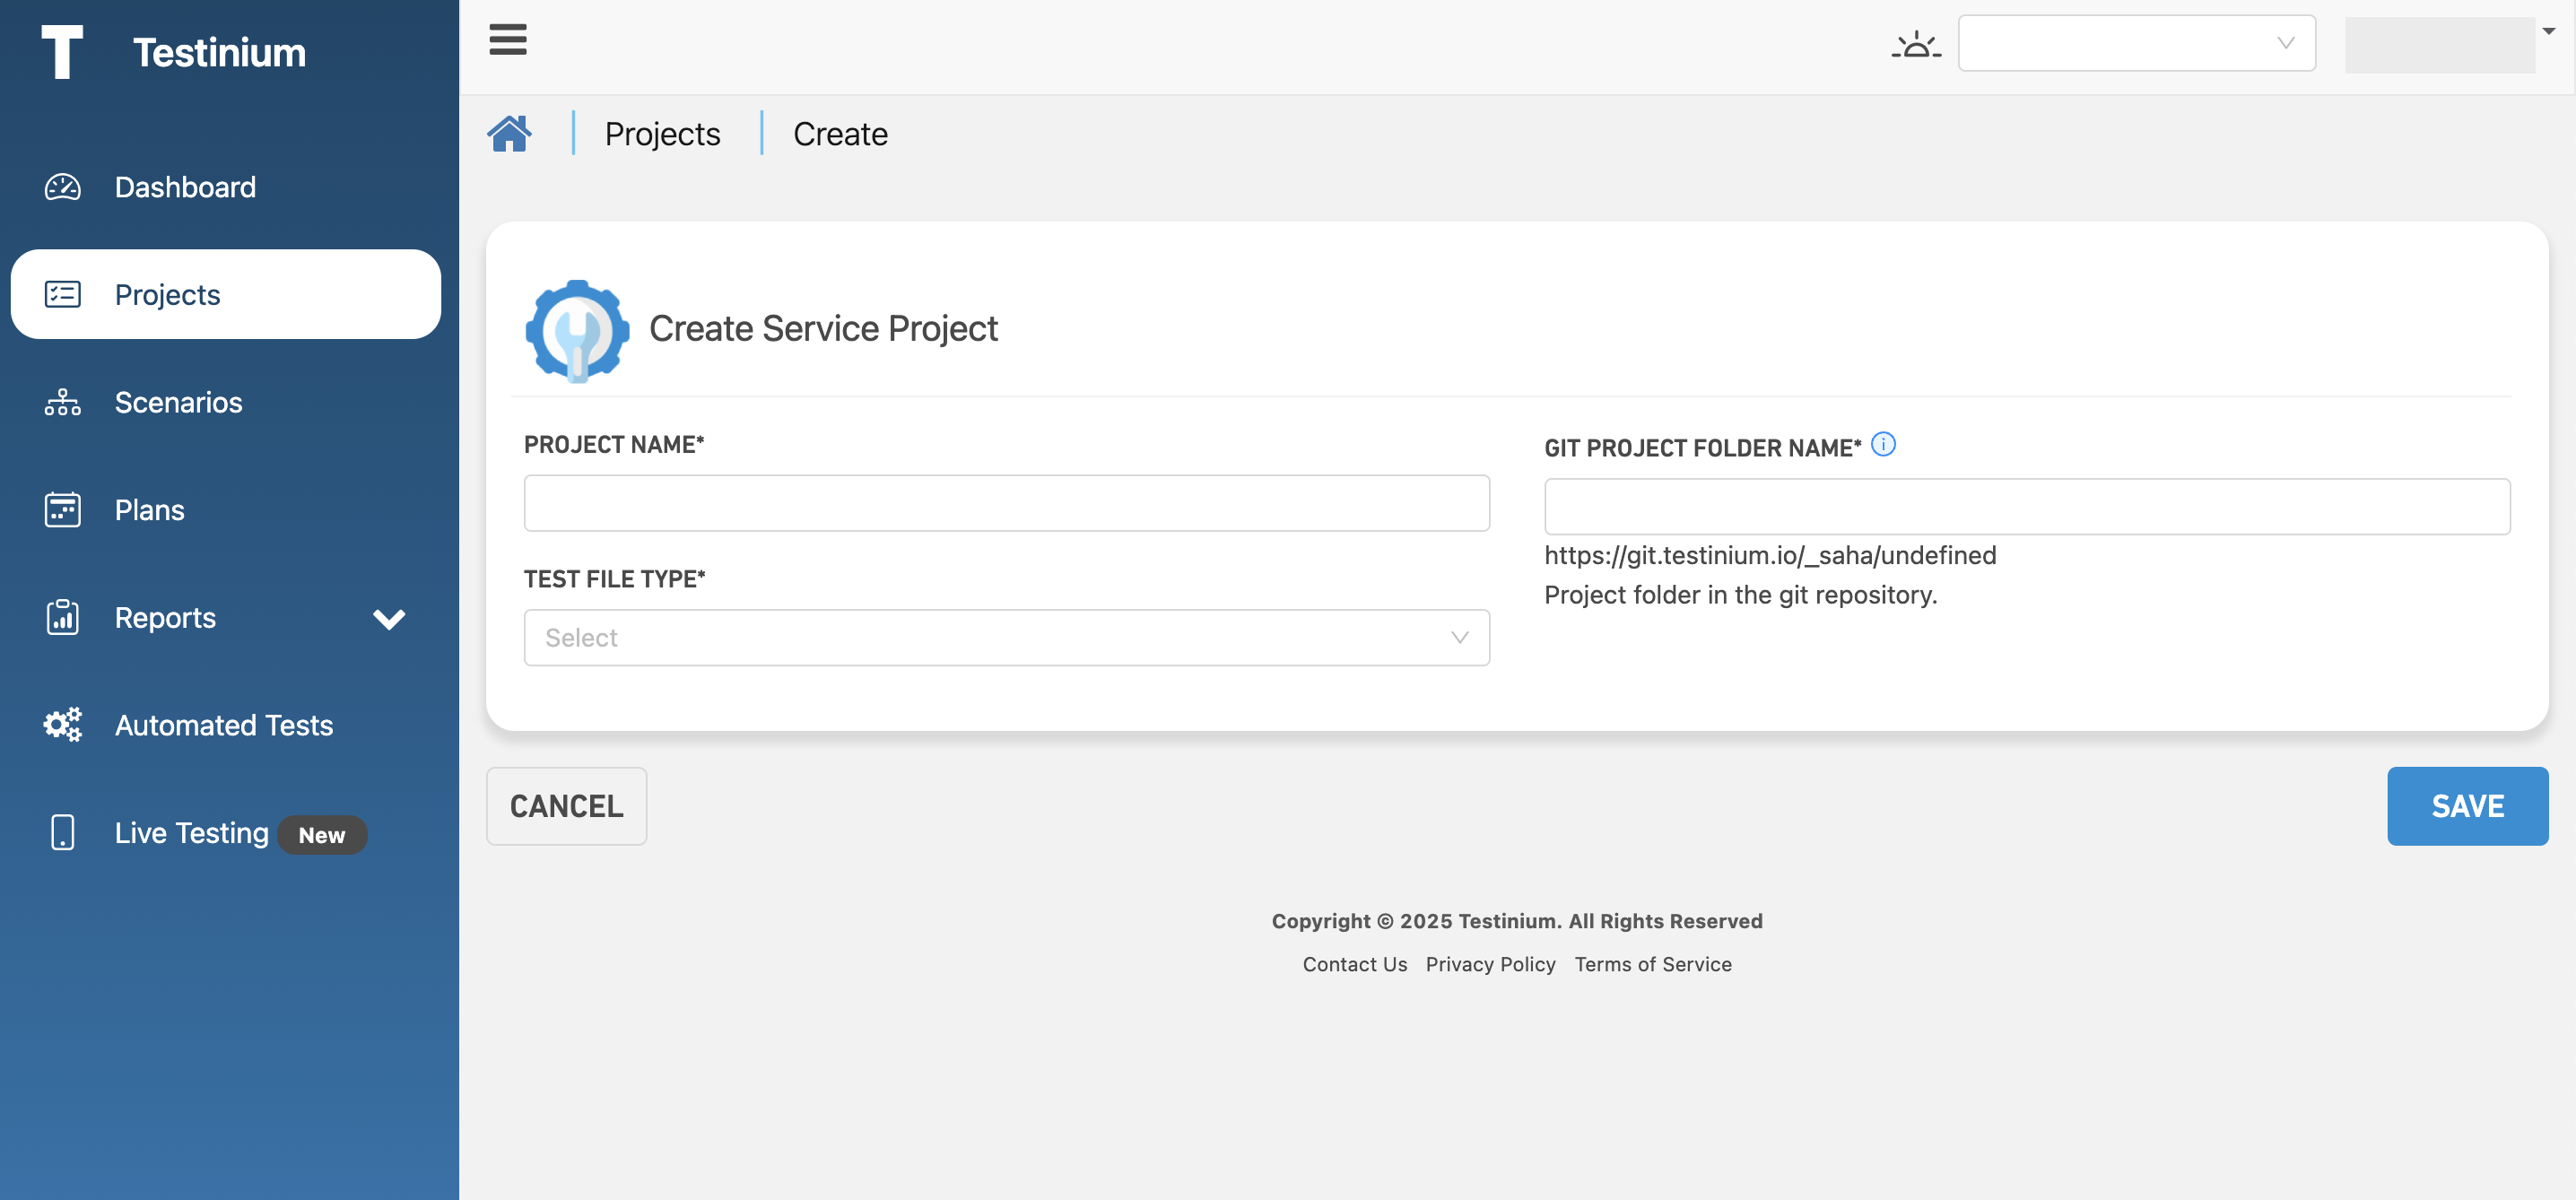 T Testinium
Dashboard
Projects
Scenarios
Plans
Reports
Automated Tests
Live Testing New
Projects Create
Create Service Project
PROJECT NAME*
GIT PROJECT FOLDER NAME*
https://git.testinium.io/_saha/undefined
Project folder in the git repository.
TEST FILE TYPE*
Select
CANCEL
SAVE
Copyright © 2025 Testinium. All Rights Reserved
Contact Us Privacy Policy Terms of Service